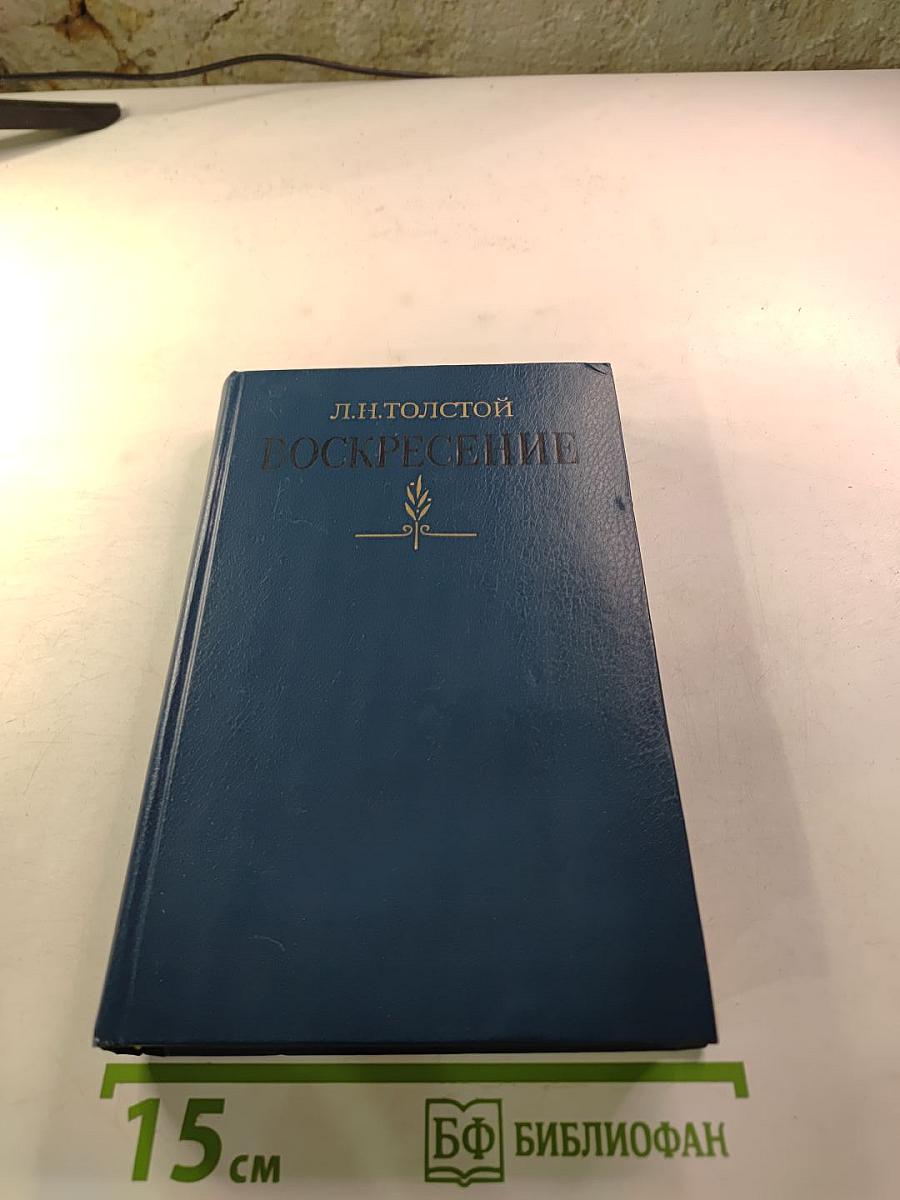 Л.Н.ТОЛСТОЙ
ВОСКРЕСЕНИЕ
15 см
БФ БИБЛИОФАН